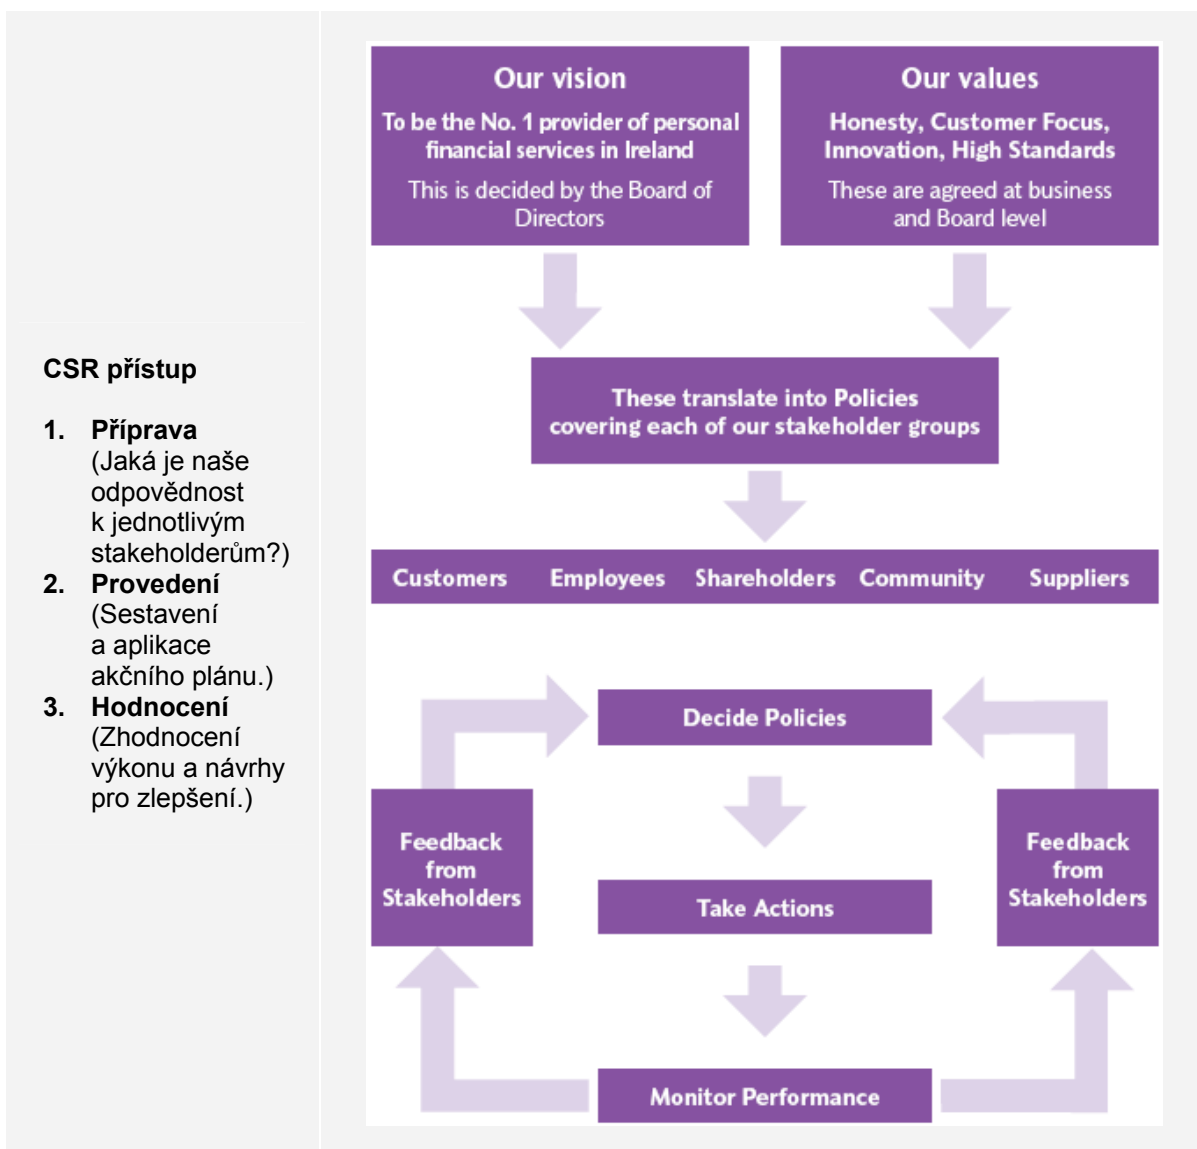 CSR přístup
1. Příprava
(Jaká je naše
odpovědnost
k jednotlivým
stakeholderům?)
2. Provedení
(Sestavení
a aplikace
akčního plánu.)
3. Hodnocení
(Zhodnocení
výkonu a návrhy
pro zlepšení.)
Our vision
To be the No. 1 provider of personal
financial services in Ireland
This is decided by the Board of
Directors
Our values
Honesty, Customer Focus,
Innovation, High Standards
These are agreed at business
and Board level
These translate into Policies
covering each of our stakeholder groups
Customers Employees Shareholders Community Suppliers
Decide Policies
Feedback
from
Stakeholders
Feedback
from
Stakeholders
Take Actions
Monitor Performance